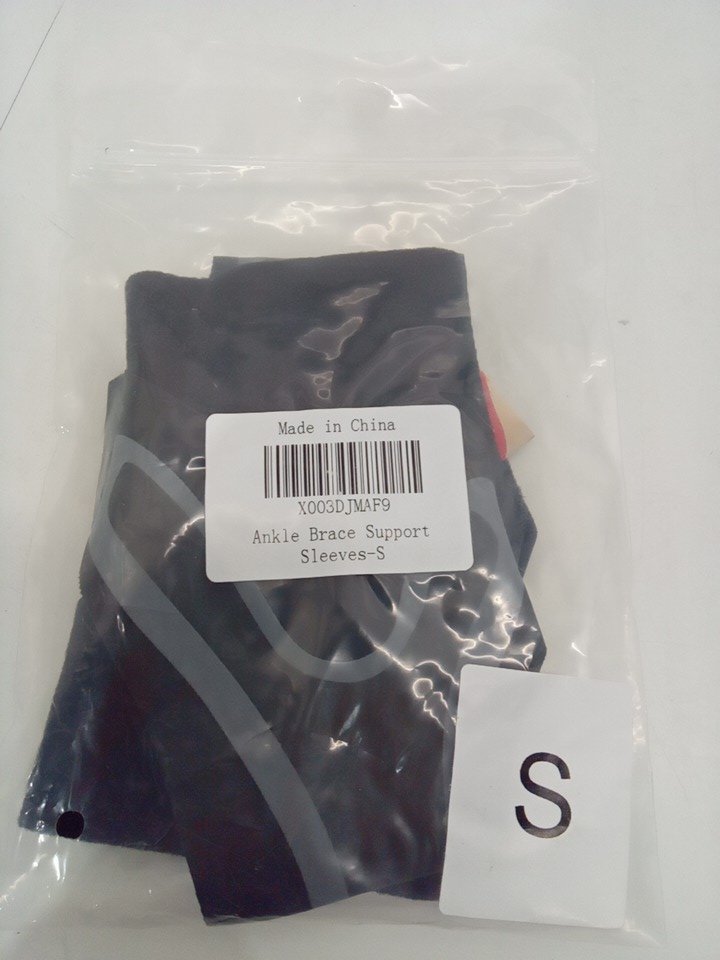 Made in China
X003DJMAF9
Ankle Brace Support
Sleeves-S
S